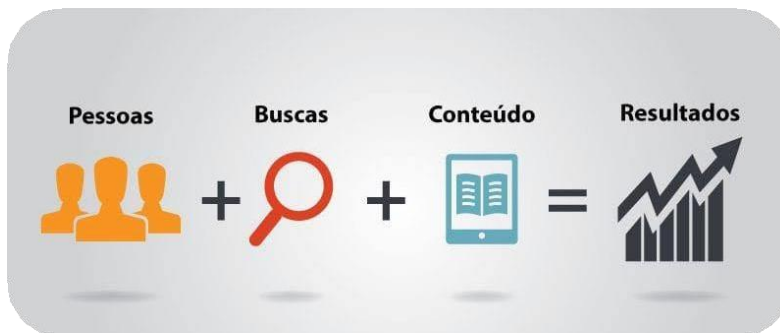 Pessoas Buscas Conteúdo Resultados
+ + =